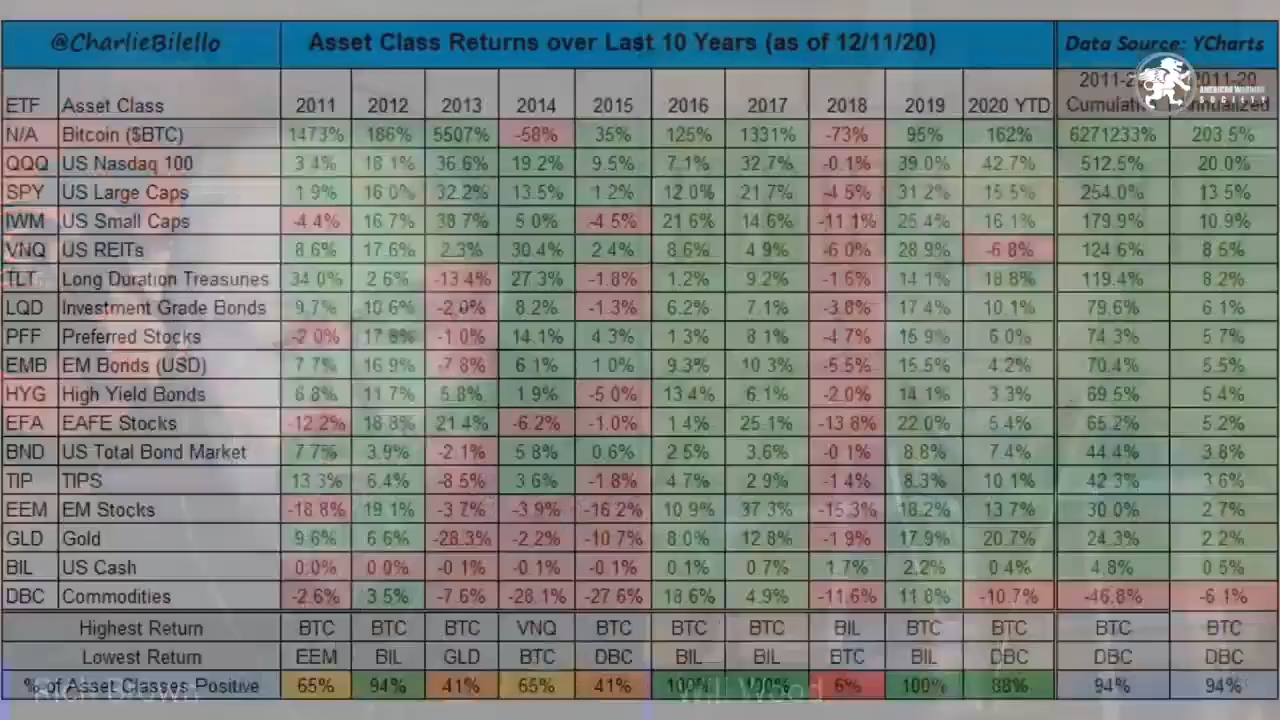 @CharlieBilello Asset Class Returns over Last 10 Years (as of 12/11/20) Data Source: YCharts
AMERICAN WARRIOR
SOCIETY
2011-2 2011-20
ETF Asset Class 2011 2012 2013 2014 2015 2016 2017 2018 2019 2020 YTD
N/A Bitcoin ($BTC) 1473% 186% 5507% -58% 35% 125% 1331% -73% 95% 162% 6271233% 203.5%
QQQ US Nasdaq 100 3.4% 18.1% 36.6% 19.2% 9.5% 7.1% 32.7% -0.1% 39.0% 42.7% 512.5% 20.0%
SPY US Large Caps 1.9% 16.0% 32.2% 13.5% 1.2% 12.0% 21.7% -4.5% 31.2% 15.5% 254.0% 13.5%
IWM US Small Caps -4.4% 16.7% 38.7% 5.0% -4.5% 21.6% 14.6% -11.1% 25.4% 16.1% 179.9% 10.9%
VNQ US REITs 8.6% 17.6% 2.3% 30.4% 2.4% 8.6% 4.9% -6.0% 28.9% -6.8% 124.6% 8.5%
TLT Long Duration Treasures 34.0% 2.6% -13.4% 27.3% -1.8% 1.2% 9.2% -1.6% 14.1% 18.8% 119.4% 8.2%
LQD Investment Grade Bonds 9.7% 10.6% -2.0% 8.2% -1.3% 6.2% 7.1% -3.8% 17.4% 10.1% 79.6% 6.1%
PFF Preferred Stocks -2.0% 17.8% -1.0% 14.1% 4.3% 1.3% 8.1% -4.7% 15.9% 6.0% 74.3% 5.7%
EMB EM Bonds (USD) 7.7% 16.9% -7.8% 6.1% 1.0% 9.3% 10.3% -5.5% 15.5% 4.2% 70.4% 5.5%
HYG High Yield Bonds 6.8% 11.7% 5.8% 1.9% -5.0% 13.4% 6.1% -2.0% 14.1% 3.3% 69.5% 5.4%
EFA EAFE Stocks -12.2% 18.8% 21.4% -6.2% -1.0% 1.4% 25.1% -13.8% 22.0% 5.4% 65.2% 5.2%
BND US Total Bond Market 7.7% 3.9% -2.1% 5.8% 0.6% 2.5% 3.6% -0.1% 8.8% 7.4% 44.4% 3.8%
TIP TIPS 13.3% 6.4% -8.5% 3.6% -1.8% 4.7% 2.9% -1.4% 8.3% 10.1% 42.3% 3.6%
EEM EM Stocks -18.8% 19.1% -3.7% -3.9% -16.2% 10.9% 37.3% -15.3% 18.2% 13.7% 30.0% 2.7%
GLD Gold 9.6% 6.6% -28.3% -2.2% -10.7% 8.0% 12.8% -1.9% 17.9% 20.7% 24.3% 2.2%
BIL US Cash 0.0% 0.0% -0.1% -0.1% -0.1% 0.1% 0.7% 1.7% 2.2% 0.4% 4.8% 0.5%
DBC Commodities -2.6% 3.5% -7.6% -28.1% -27.6% 18.6% 4.9% -11.6% 11.8% -10.7% -46.8% -6.1%
Highest Return BTC BTC BTC VNQ BTC BTC BTC BIL BTC BTC BTC BTC
Lowest Return EEM BIL GLD BTC DBC BIL BIL BTC BIL DBC DBC DBC
% of Asset Classes Positive 65% 94% 41% 65% 41% 100% 100% 6% 100% 88% 94% 94%
Rich Brown Will Wood